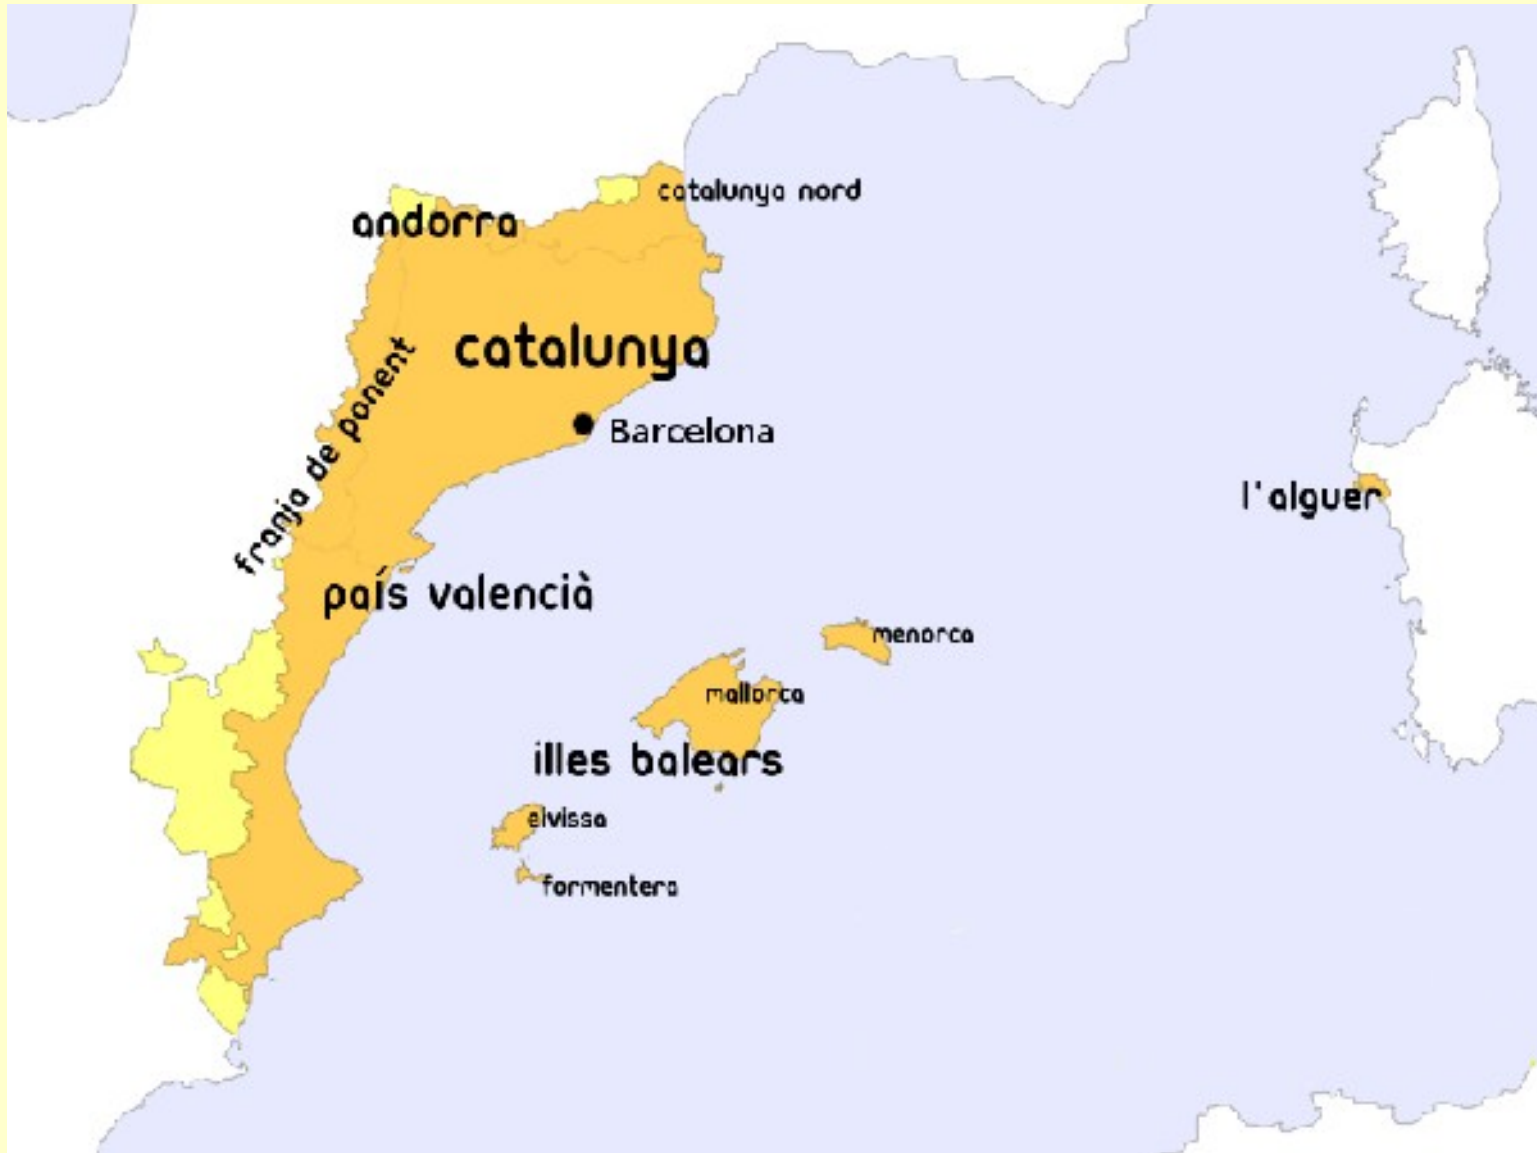 catalunya nord
andorra
catalunya
franja de ponent
Barcelona
l'alguer
país valencià
menorca
mallorca
illes balears
eivissa
formentera